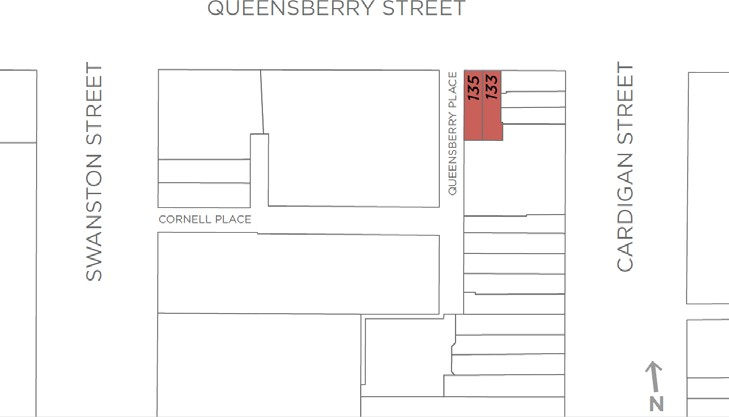 QUEENSBERRY STREET
SWANSTON STREET
135
133
QUEENSBERRY PLACE
CARDIGAN STREET
CORNELL PLACE
N